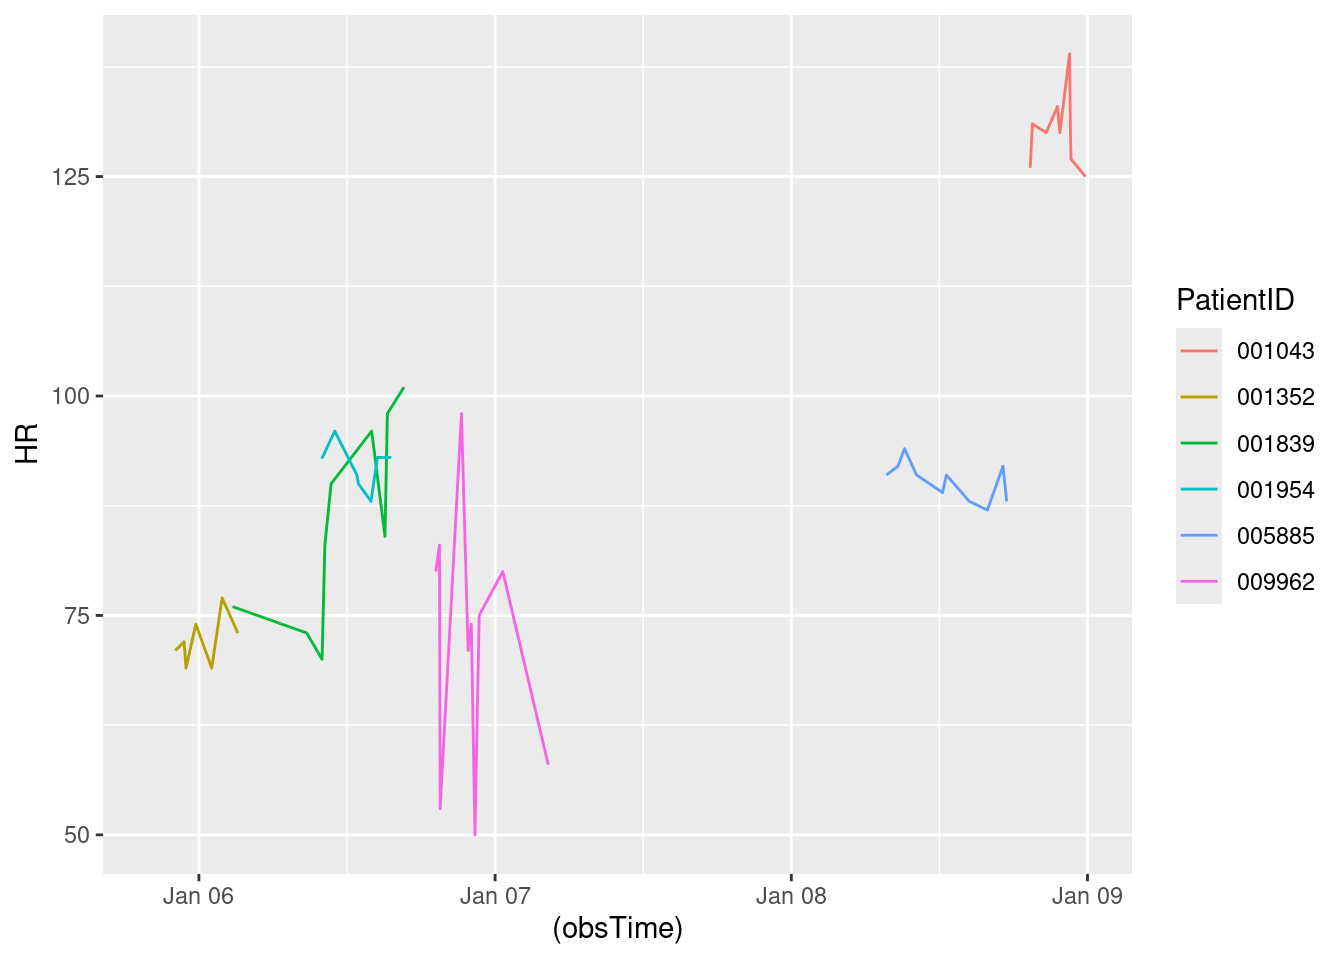 HR
125
100
75
50
Jan 06
Jan 07
Jan 08
Jan 09
(obsTime)
PatientID
001043
001352
001839
001954
005885
009962